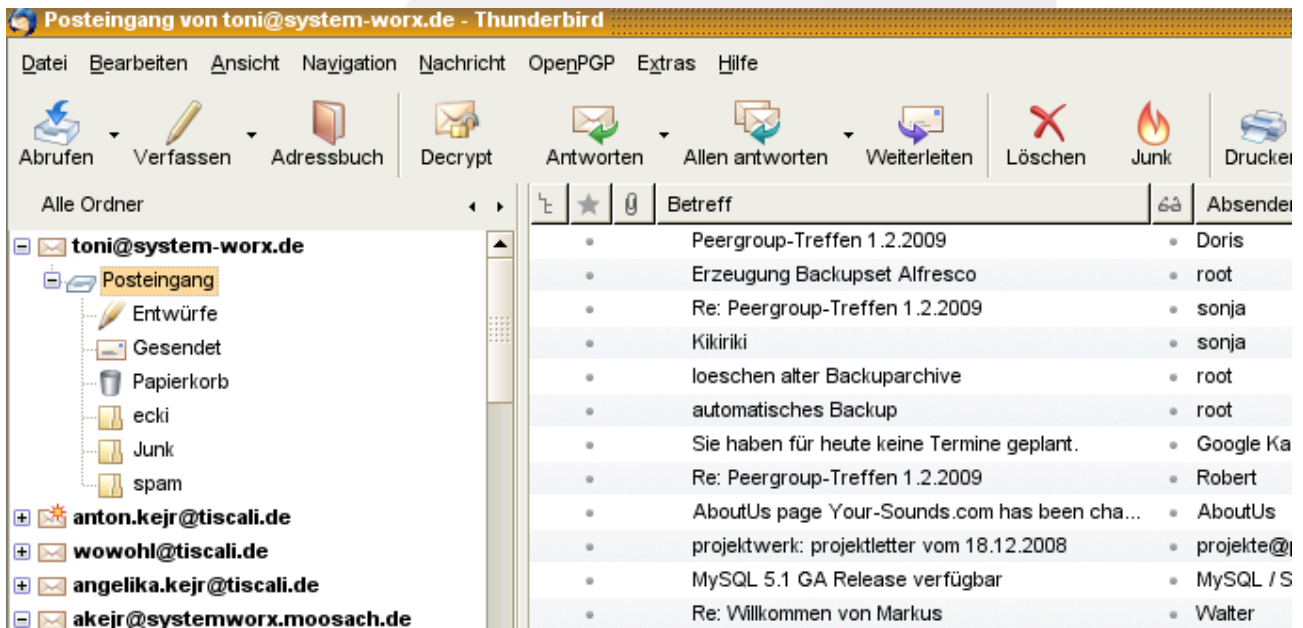 Posteingang von toni@system-worx.de - Thunderbird
Datei Bearbeiten Ansicht Navigation Nachricht OpenPGP Extras Hilfe
Abrufen Verfassen Adressbuch Decrypt Antworten Allen antworten Weiterleiten Löschen Junk Drucken
Alle Ordner Betreff Absender
toni@system-worx.de
Posteingang
Entwürfe
Gesendet
Papierkorb
ecki
Junk
spam
anton.kejr@tiscali.de
wowohl@tiscali.de
angelika.kejr@tiscali.de
akejr@systemworx.moosach.de
Peergroup-Treffen 1.2.2009 Doris
Erzeugung Backupset Alfresco root
Re: Peergroup-Treffen 1.2.2009 sonja
Kikiriki sonja
loeschen alter Backuparchive root
automatisches Backup root
Sie haben für heute keine Termine geplant. Google Ka
Re: Peergroup-Treffen 1.2.2009 Robert
AboutUs page Your-Sounds.com has been cha... AboutUs
projektwerk: projektletter vom 18.12.2008 projekte@p
MySQL 5.1 GA Release verfügbar MySQL / S
Re: Willkommen von Markus Walter